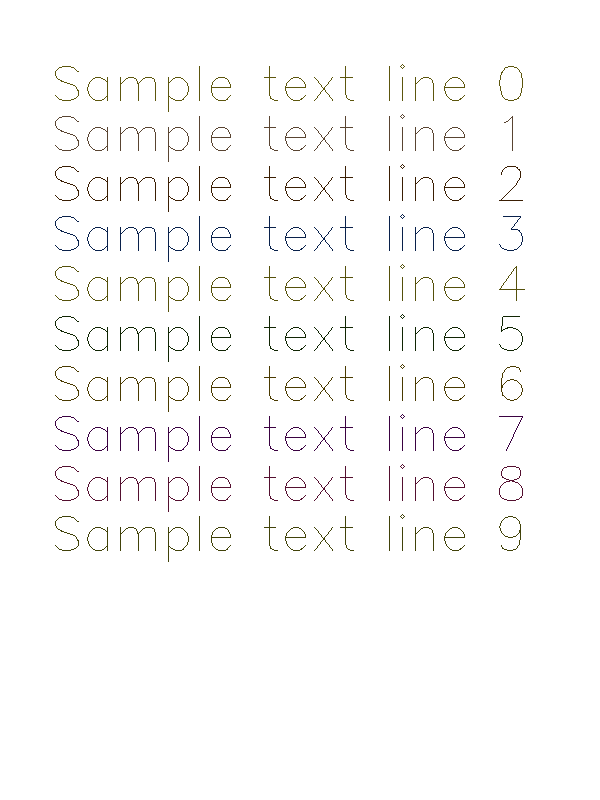 Sample text line 0
Sample text line 1
Sample text line 2
Sample text line 3
Sample text line 4
Sample text line 5
Sample text line 6
Sample text line 7
Sample text line 8
Sample text line 9